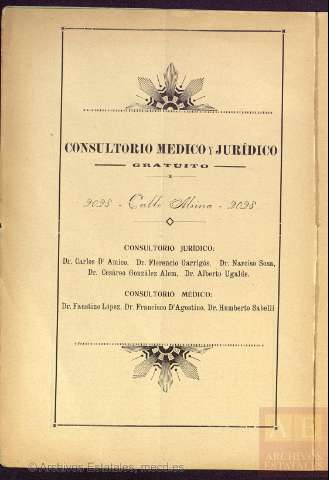 CONSULTORIO MEDICO Y JURÍDICO
GRATUITO
2098 - Calle Alsina - 2098
CONSULTORIO JURÍDICO:
Dr. Carlos D'Amico, Dr. Florencio Garrigós, Dr. Narciso Sosa,
Dr. Cesáreo González Alem, Dr. Alberto Ugalde.
CONSULTORIO MÉDICO:
Dr. Faustino López, Dr. Francisco D'Agostino, Dr. Humberto Sabelli
AE
ARCHIVOS
ESTATALES
© Archivos Estatales, mecd.es